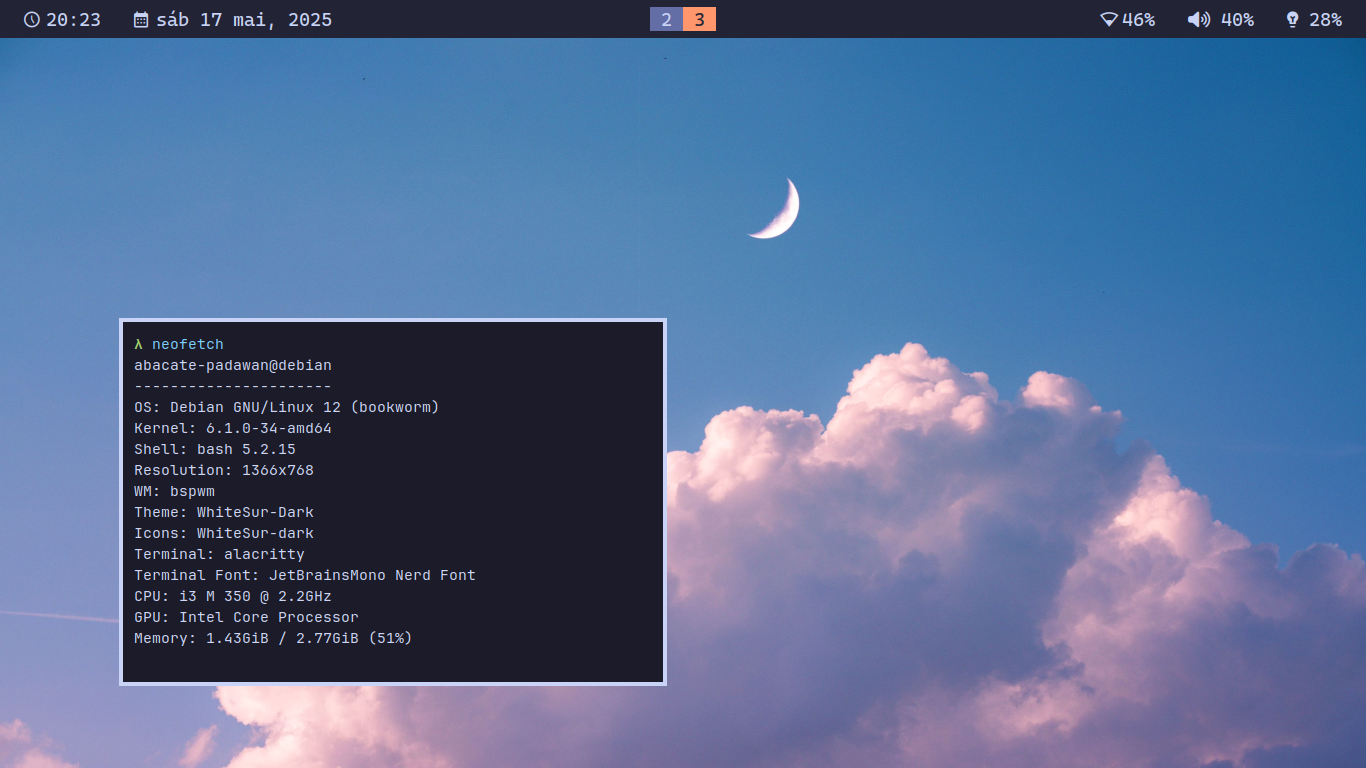 20:23 sáb 17 mai, 2025 2 3 46% 40% 28%
λ neofetch
abacate-padawan@debian
----------------------
OS: Debian GNU/Linux 12 (bookworm)
Kernel: 6.1.0-34-amd64
Shell: bash 5.2.15
Resolution: 1366x768
WM: bspwm
Theme: WhiteSur-Dark
Icons: WhiteSur-dark
Terminal: alacritty
Terminal Font: JetBrainsMono Nerd Font
CPU: i3 M 350 @ 2.2GHz
GPU: Intel Core Processor
Memory: 1.43GiB / 2.77GiB (51%)